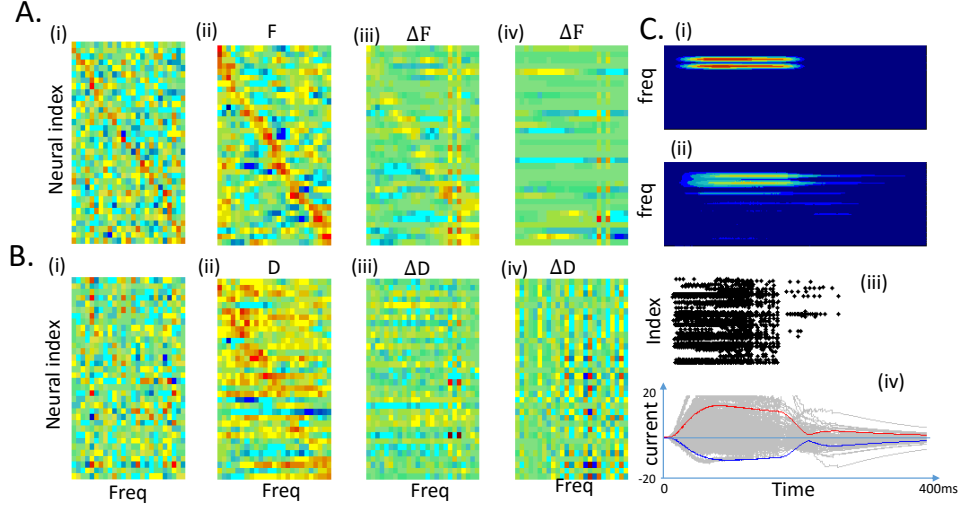 A.
(i)
(ii) F
(iii) ΔF
(iv) ΔF
Neural index
Freq
C.
(i)
freq
(ii)
freq
(iii)
Index
(iv)
20
current
-20
0
Time
400ms
B.
(i)
(ii) D
(iii) ΔD
(iv) ΔD
Neural index
Freq
Freq
Freq
Freq